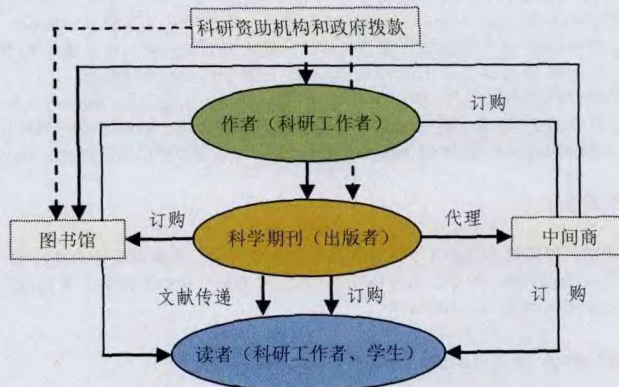 科研资助机构和政府拨款
订购
作者（科研工作者）
订购
代理
图书馆
科学期刊（出版者）
中间商
文献传递
订购
订 购
读者（科研工作者、学生）